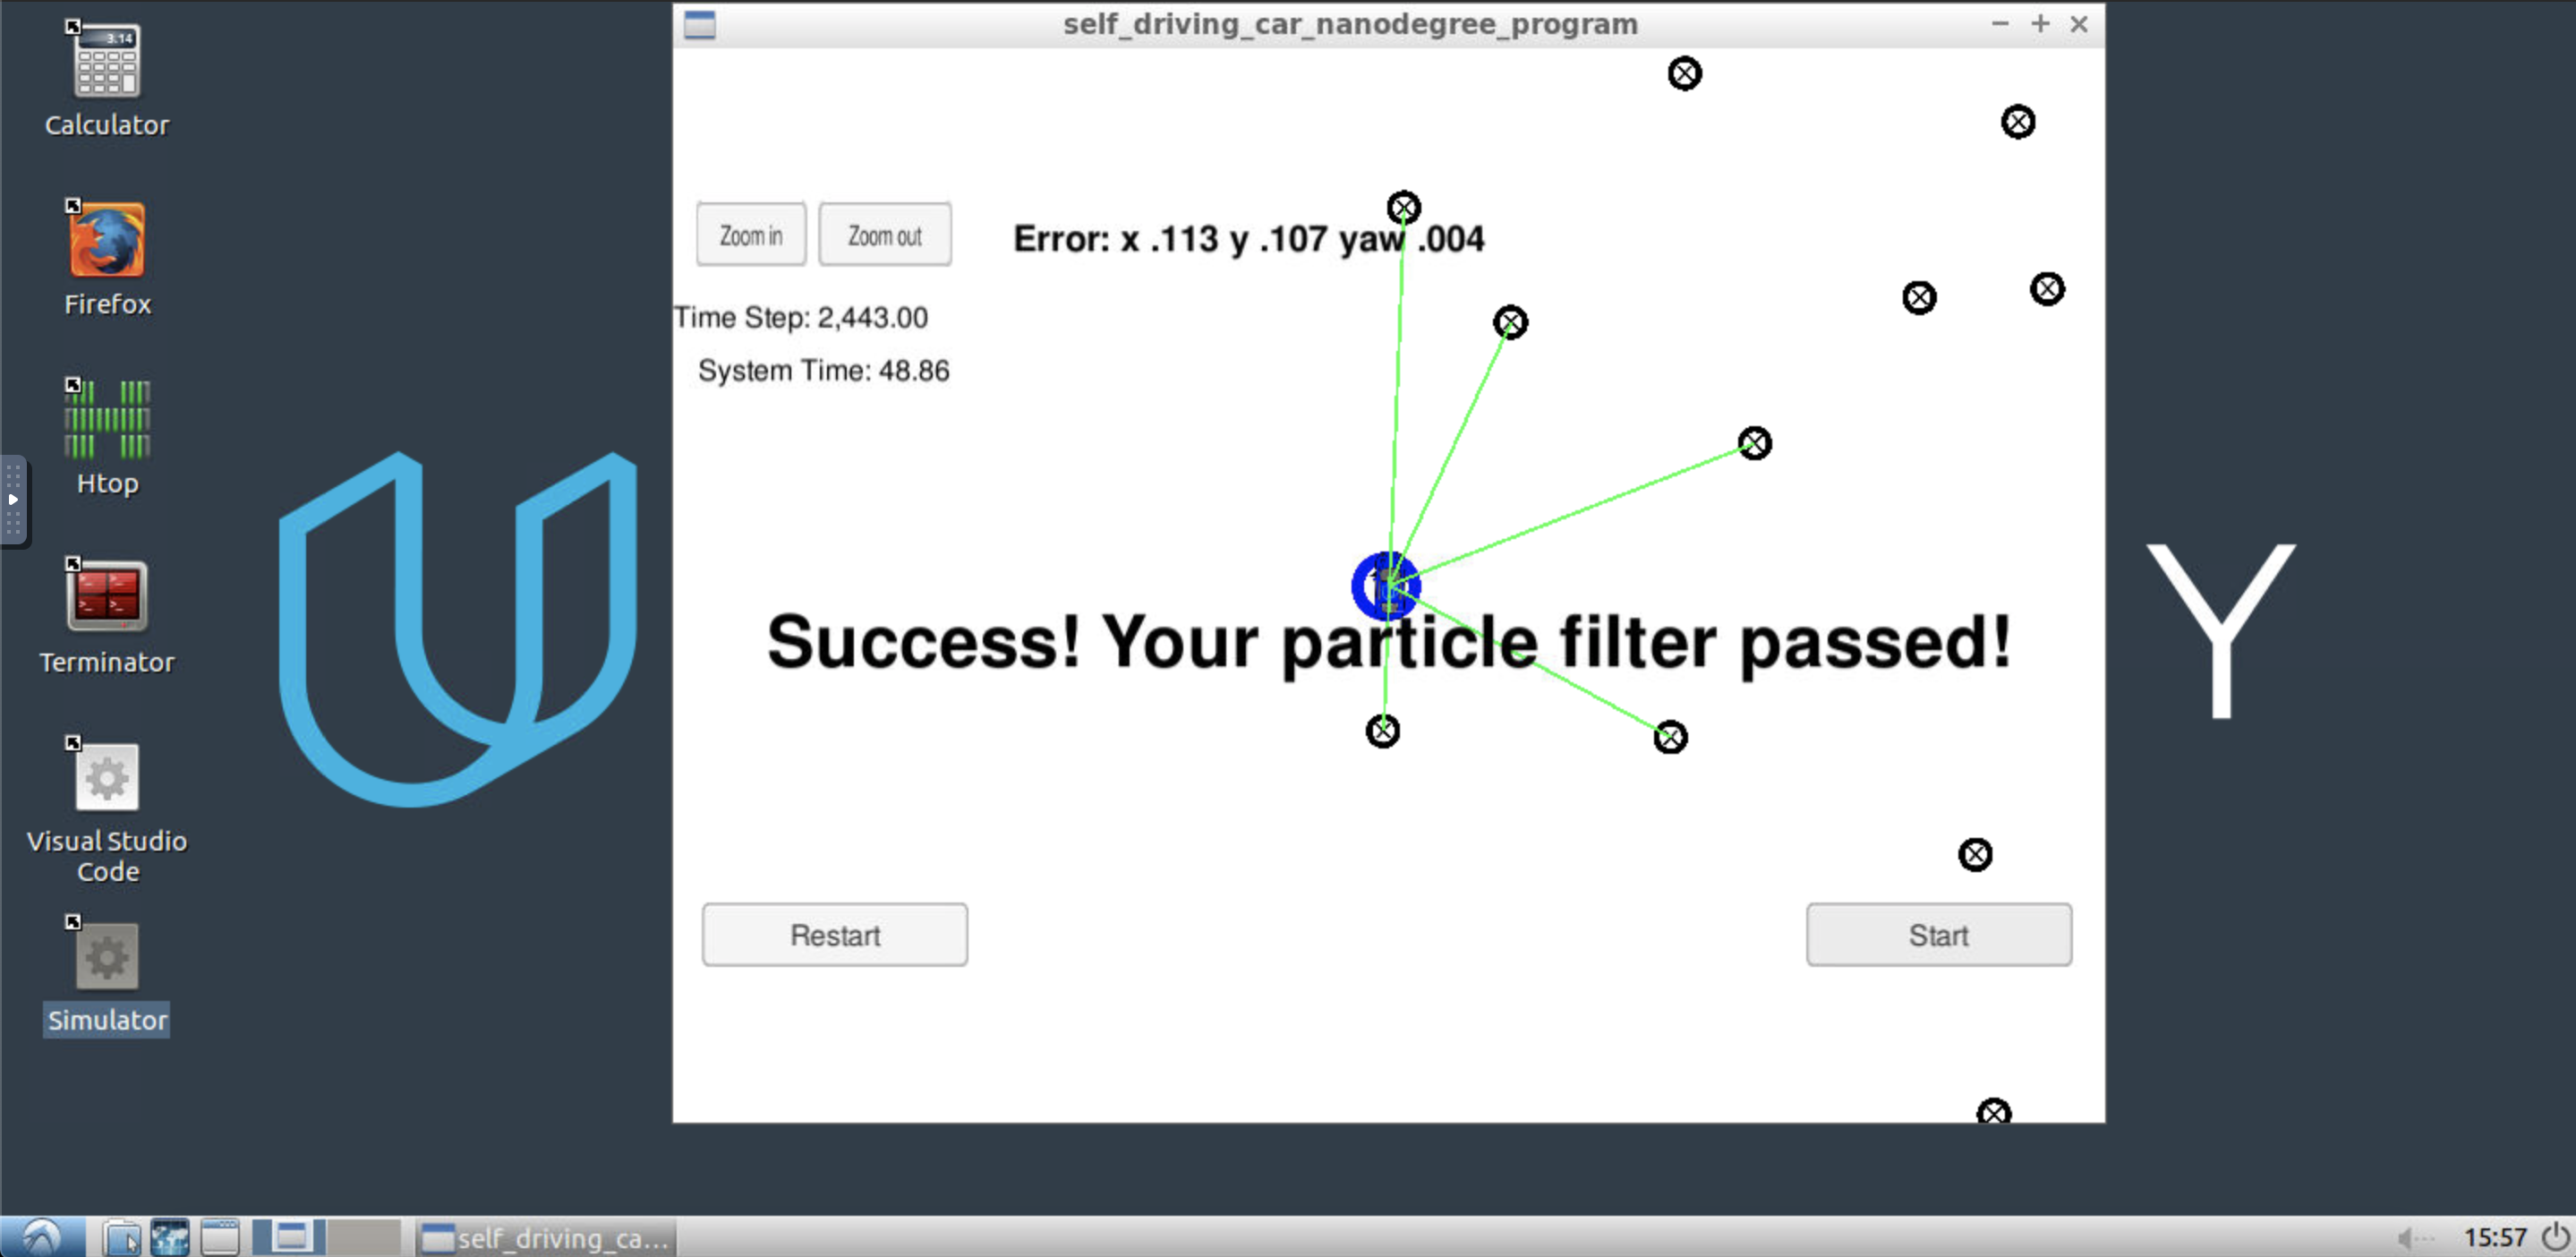 self_driving_car_nanodegree_program
Calculator
Firefox
Htop
Terminator
Visual Studio
Code
Simulator
Zoom in
Zoom out
Error: x .113 y .107 yaw .004
Time Step: 2,443.00
System Time: 48.86
Success! Your particle filter passed!
Restart
Start
Y
self_driving_ca...
15:57